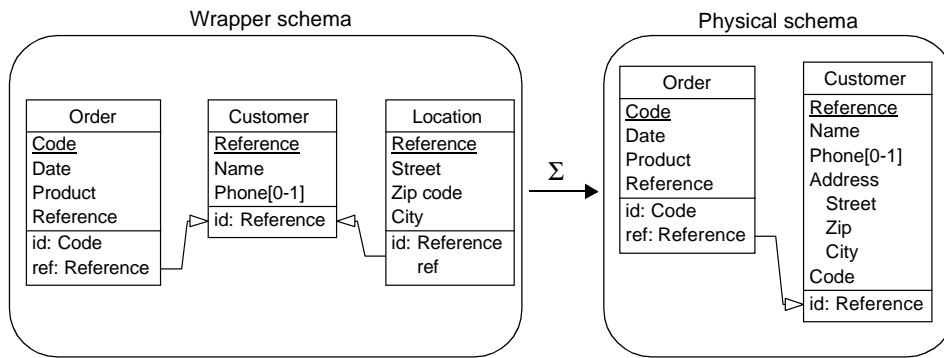 Wrapper schema
Order
Code
Date
Product
Reference
id: Code
ref: Reference
Customer
Reference
Name
Phone[0-1]
id: Reference
Location
Reference
Street
Zip code
City
id: Reference
ref
Σ
Physical schema
Order
Code
Date
Product
Reference
id: Code
ref: Reference
Customer
Reference
Name
Phone[0-1]
Address
Street
Zip
City
Code
id: Reference